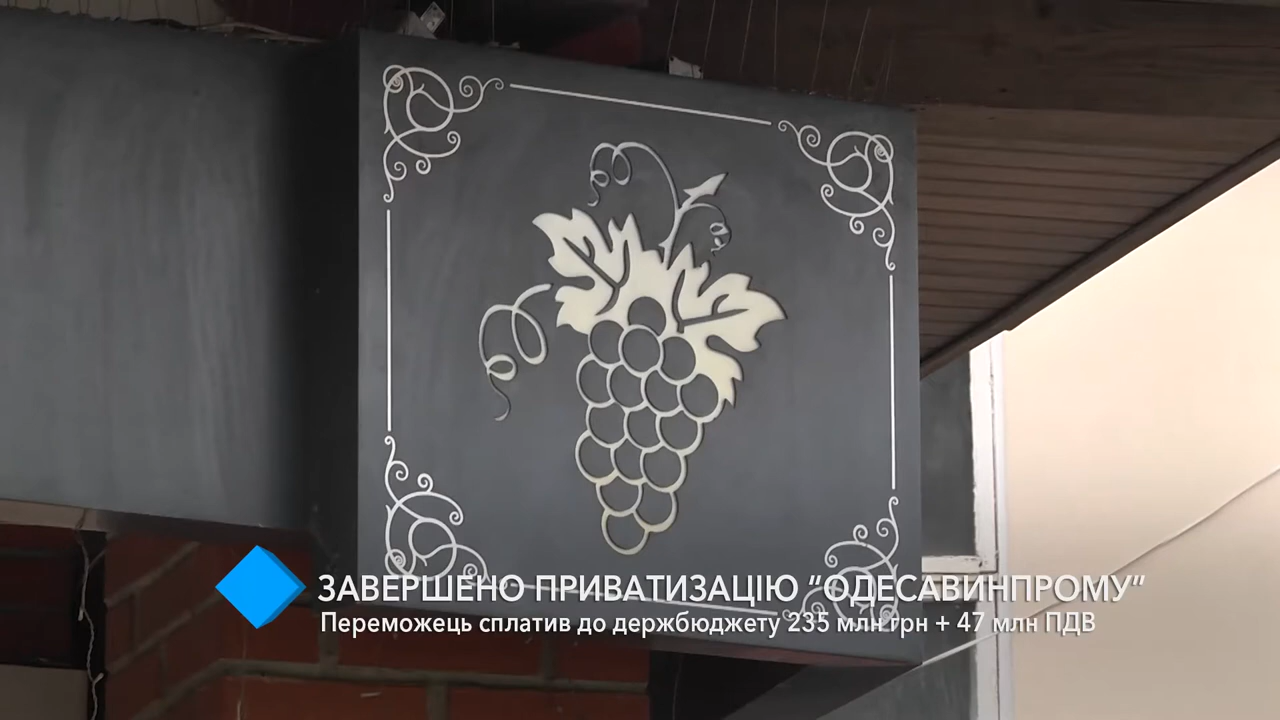 ЗАВЕРШЕНО ПРИВАТИЗАЦІЮ “ОДЕСАВИНПРОМУ”
Переможець сплатив до держбюджету 235 млн грн + 47 млн ПДВ